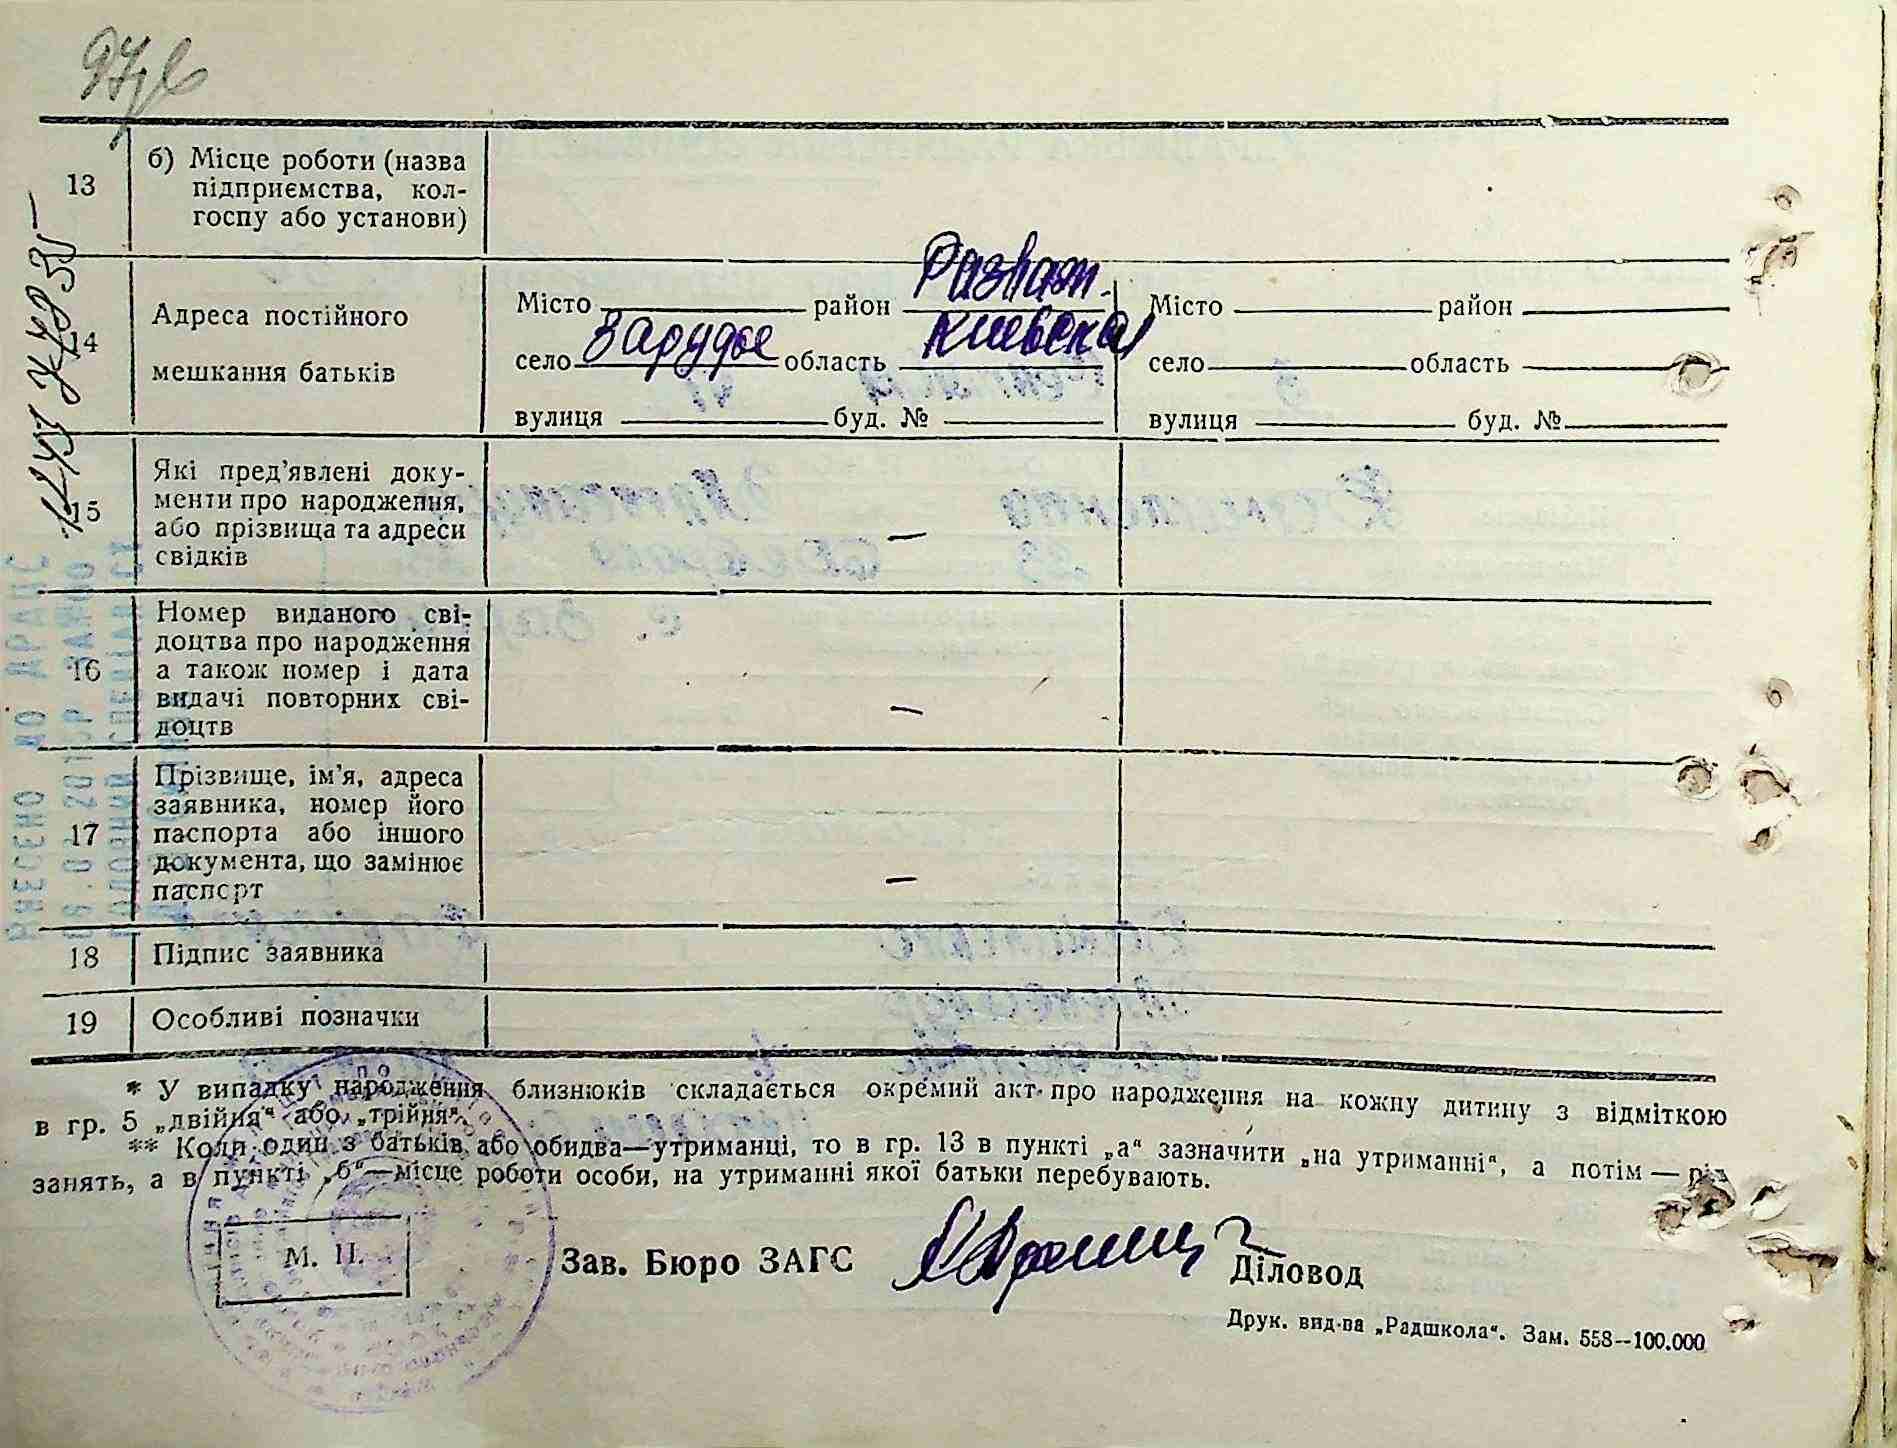 13
б) Місце роботи (назва
підприємства, кол-
госпу або установи)
14
Адреса постійного
мешкання батьків
Місто район Розваж.
село Зарудье область Киевская
вулиця буд. №
Місто район
село область
вулиця буд. №
15
Які пред’явлені доку-
менти про народження,
або прізвища та адреси
свідків
—
16
Номер виданого сві-
доцтва про народження
а також номер і дата
видачі повторних сві-
доцтв
—
17
Прізвище, ім’я, адреса
заявника, номер його
паспорта або іншого
документа, що замінює
паспорт
—
18
Підпис заявника
19
Особливі позначки
* У випадку народження близнюків складається окремий акт про народження на кожну дитину з відміткою
в гр. 5 „двійня“ або „трійня“.
** Коли один з батьків або обидва—утриманці, то в гр. 13 в пункті „а“ зазначити „на утриманні“, а потім — рід
занять, а в пункті „б“—місце роботи особи, на утриманні якої батьки перебувають.
М. П.
Зав. Бюро ЗАГС
Діловод
Друк. вид-ва „Радшкола“. Зам. 558—100.000